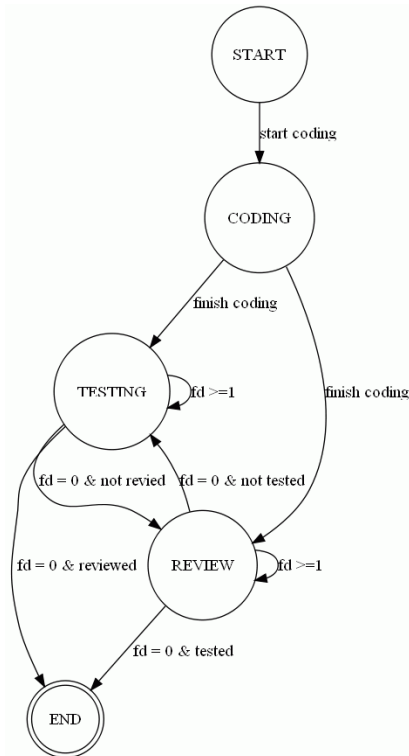 START
start coding
CODING
finish coding
finish coding
TESTING
fd >=1
fd = 0 & not revied
fd = 0 & not tested
fd = 0 & reviewed
REVIEW
fd >=1
fd = 0 & tested
END